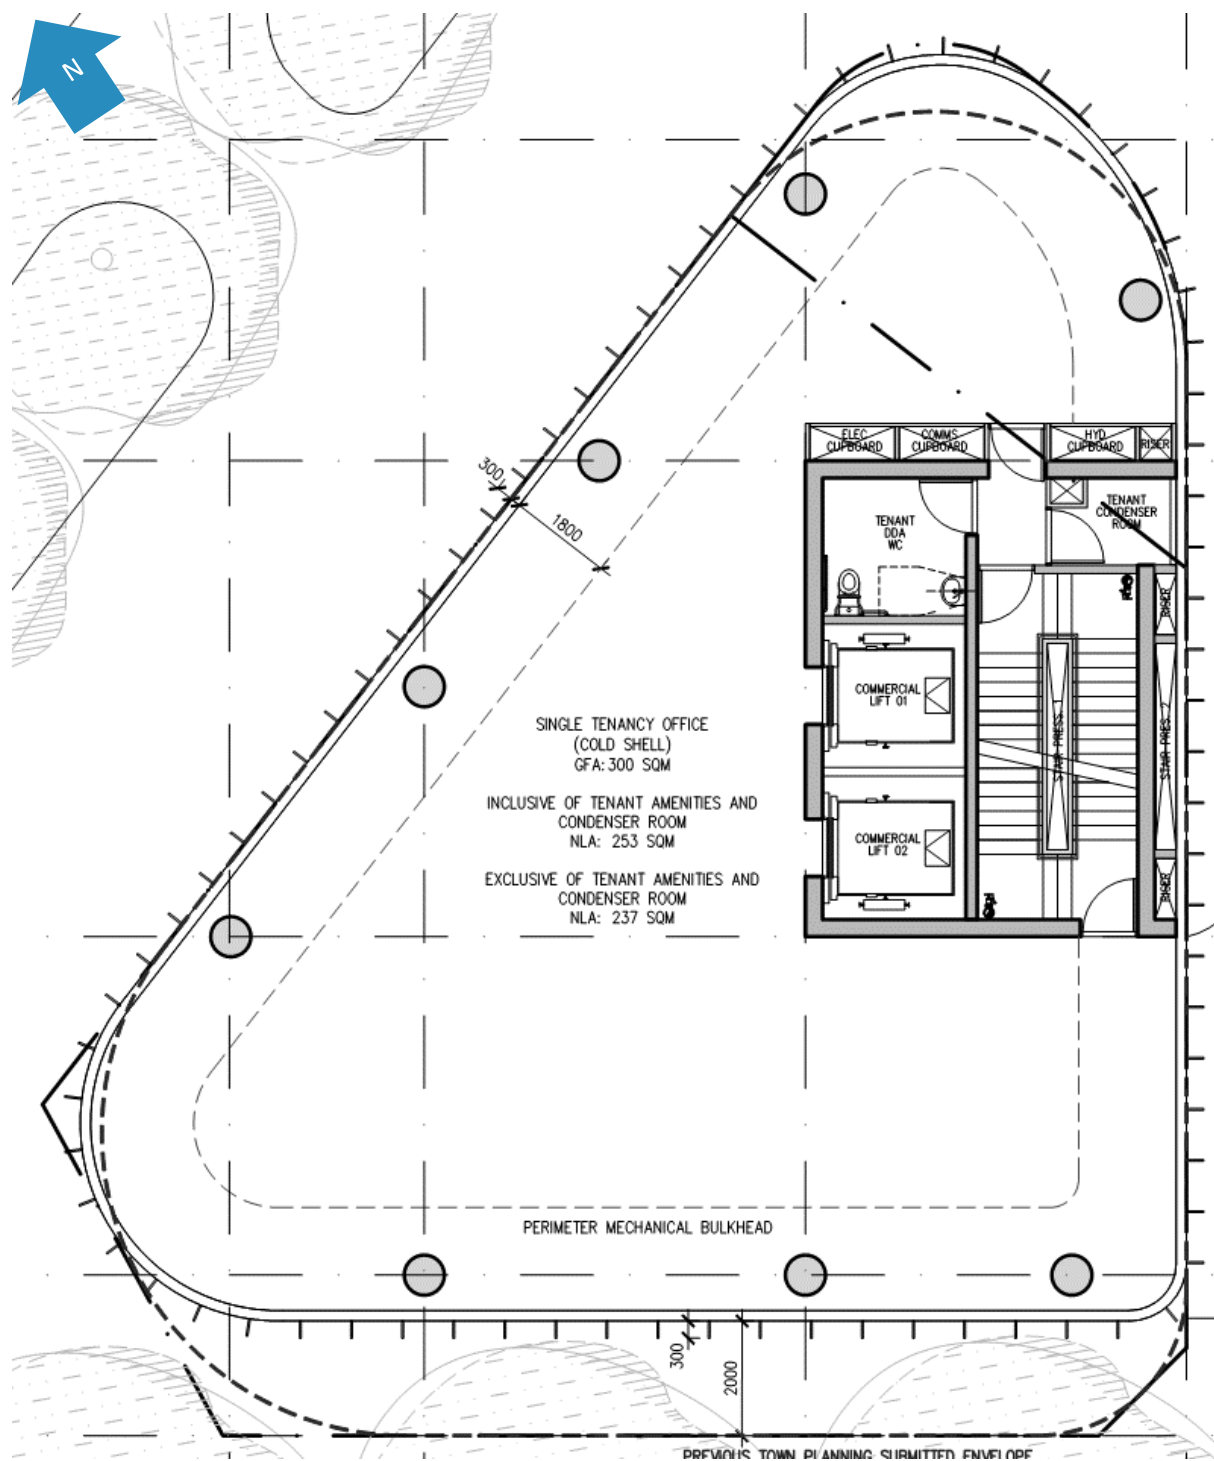 N
ELEC
CUPBOARD
COMMS
CUPBOARD
HYD
CUPBOARD
RISER
300
1800
TENANT
DDA
WC
TENANT
CONDENSER
ROOM
RISER
COMMERCIAL
LIFT 01
STAIR PRESS. 1
STAIR PRES. 2
SINGLE TENANCY OFFICE
(COLD SHELL)
GFA: 300 SQM
INCLUSIVE OF TENANT AMENITIES AND
CONDENSER ROOM
NLA: 253 SQM
EXCLUSIVE OF TENANT AMENITIES AND
CONDENSER ROOM
NLA: 237 SQM
COMMERCIAL
LIFT 02
RISER
PERIMETER MECHANICAL BULKHEAD
300
2000
PREVIOUS TOWN PLANNING SUBMITTED ENVELOPE